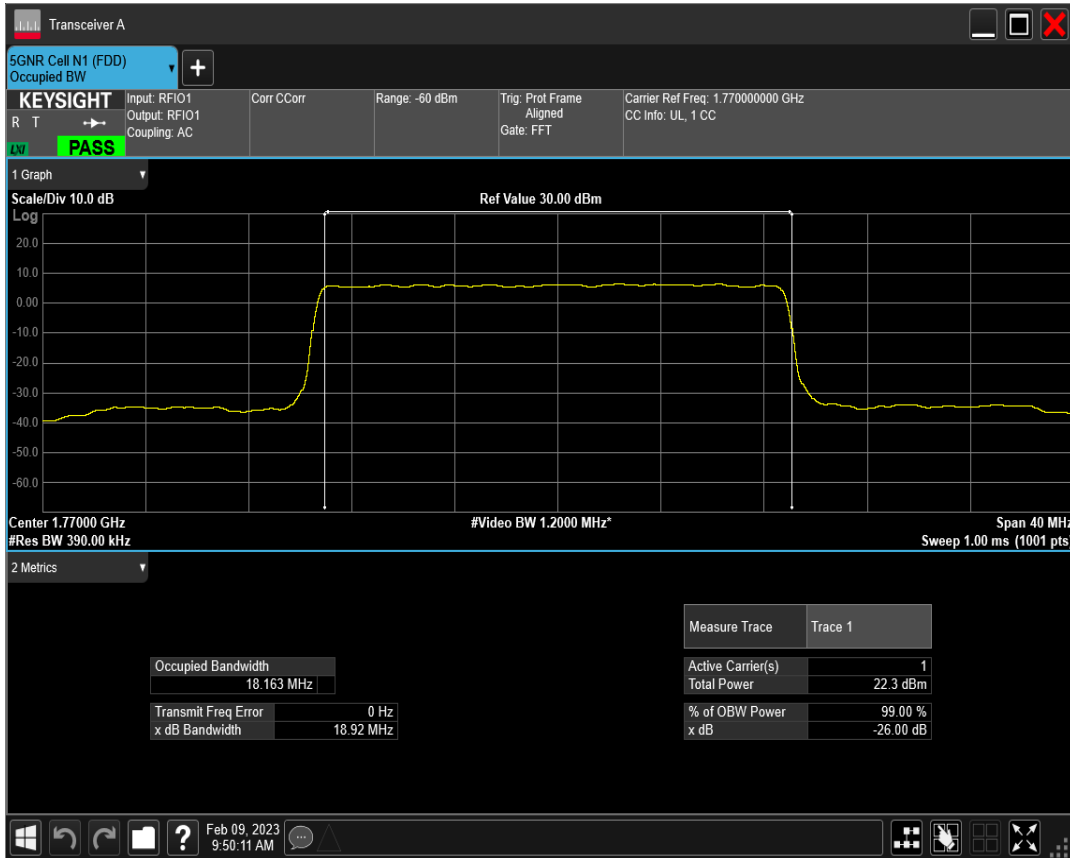 Transceiver A
5GNR Cell N1 (FDD)
Occupied BW
KEYSIGHT
R T
LXI
PASS
Input: RFIO1
Output: RFIO1
Coupling: AC
Corr CCorr
Range: -60 dBm
Trig: Prot Frame
Aligned
Gate: FFT
Carrier Ref Freq: 1.770000000 GHz
CC Info: UL, 1 CC
1 Graph
Scale/Div 10.0 dB
Ref Value 30.00 dBm
Log
20.0
10.0
0.00
-10.0
-20.0
-30.0
-40.0
-50.0
-60.0
Center 1.77000 GHz
#Video BW 1.2000 MHz*
Span 40 MHz
#Res BW 390.00 kHz
Sweep 1.00 ms (1001 pts)
2 Metrics
Measure Trace Trace 1
Occupied Bandwidth
18.163 MHz
Active Carrier(s) 1
Total Power 22.3 dBm
Transmit Freq Error 0 Hz
x dB Bandwidth 18.92 MHz
% of OBW Power 99.00 %
x dB -26.00 dB
Feb 09, 2023
9:50:11 AM